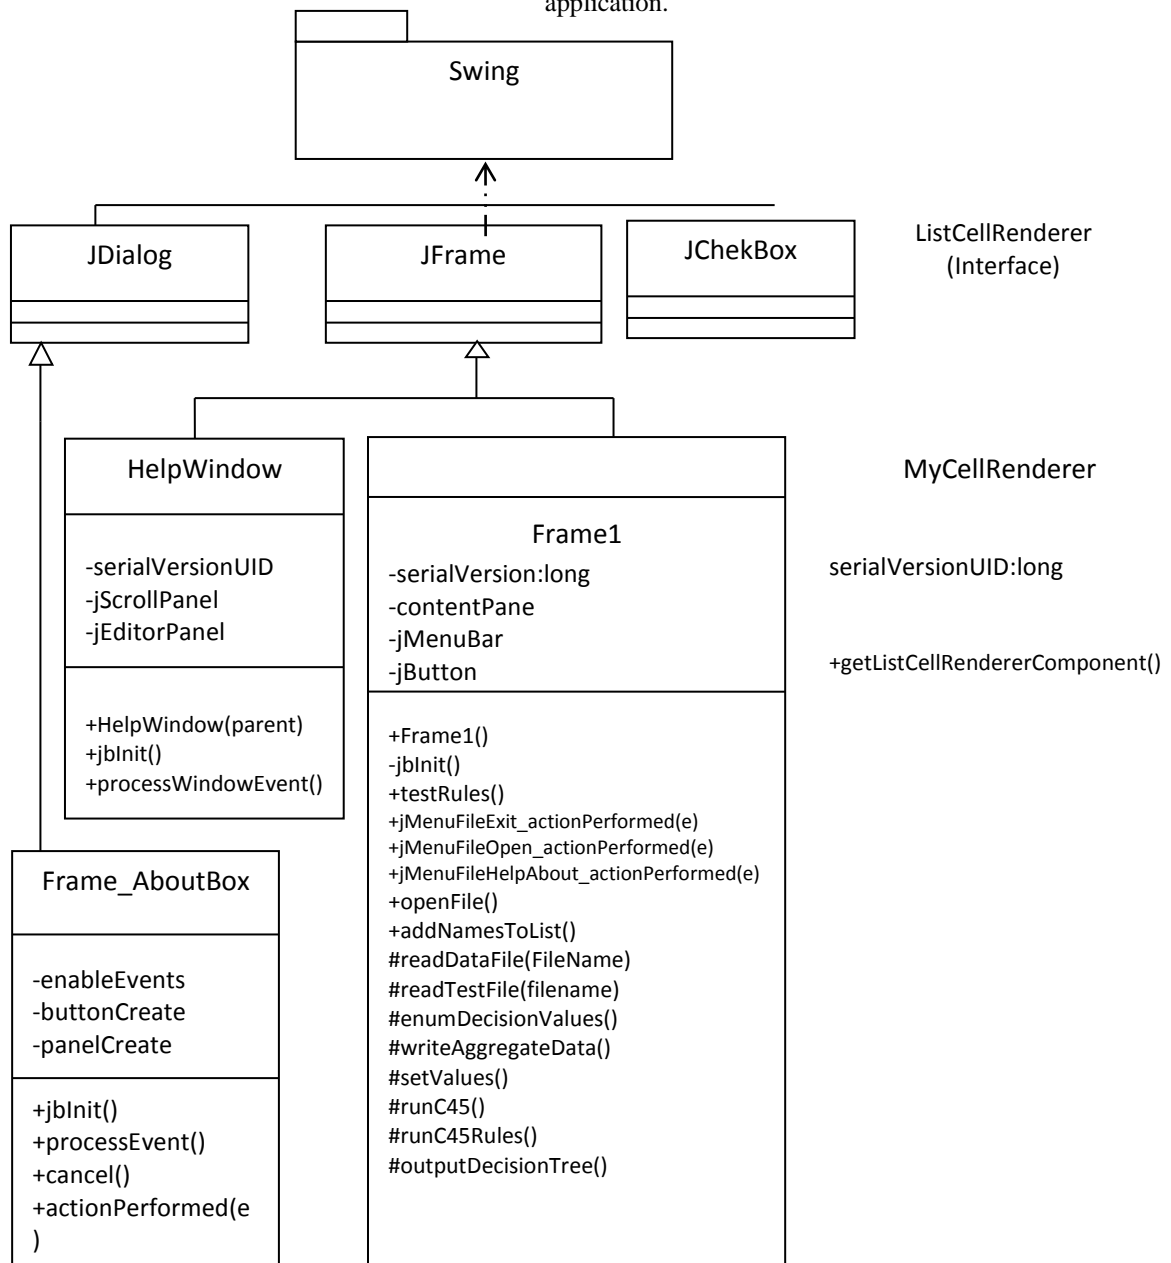 application.
Swing
JDialog
JFrame
JChekBox
ListCellRenderer
(Interface)
HelpWindow
-serialVersionUID
-jScrollPanel
-jEditorPanel
+HelpWindow(parent)
+jbInit()
+processWindowEvent()
Frame1
-serialVersion:long
-contentPane
-jMenuBar
-jButton
+Frame1()
-jbInit()
+testRules()
+jMenuFileExit_actionPerformed(e)
+jMenuFileOpen_actionPerformed(e)
+jMenuFileHelpAbout_actionPerformed(e)
+openFile()
+addNamesToList()
#readDataFile(FileName)
#readTestFile(filename)
#enumDecisionValues()
#writeAggregateData()
#setValues()
#runC45()
#runC45Rules()
#outputDecisionTree()
MyCellRenderer
serialVersionUID:long
+getListCellRendererComponent()
Frame_AboutBox
-enableEvents
-buttonCreate
-panelCreate
+jbInit()
+processEvent()
+cancel()
+actionPerformed(e
)